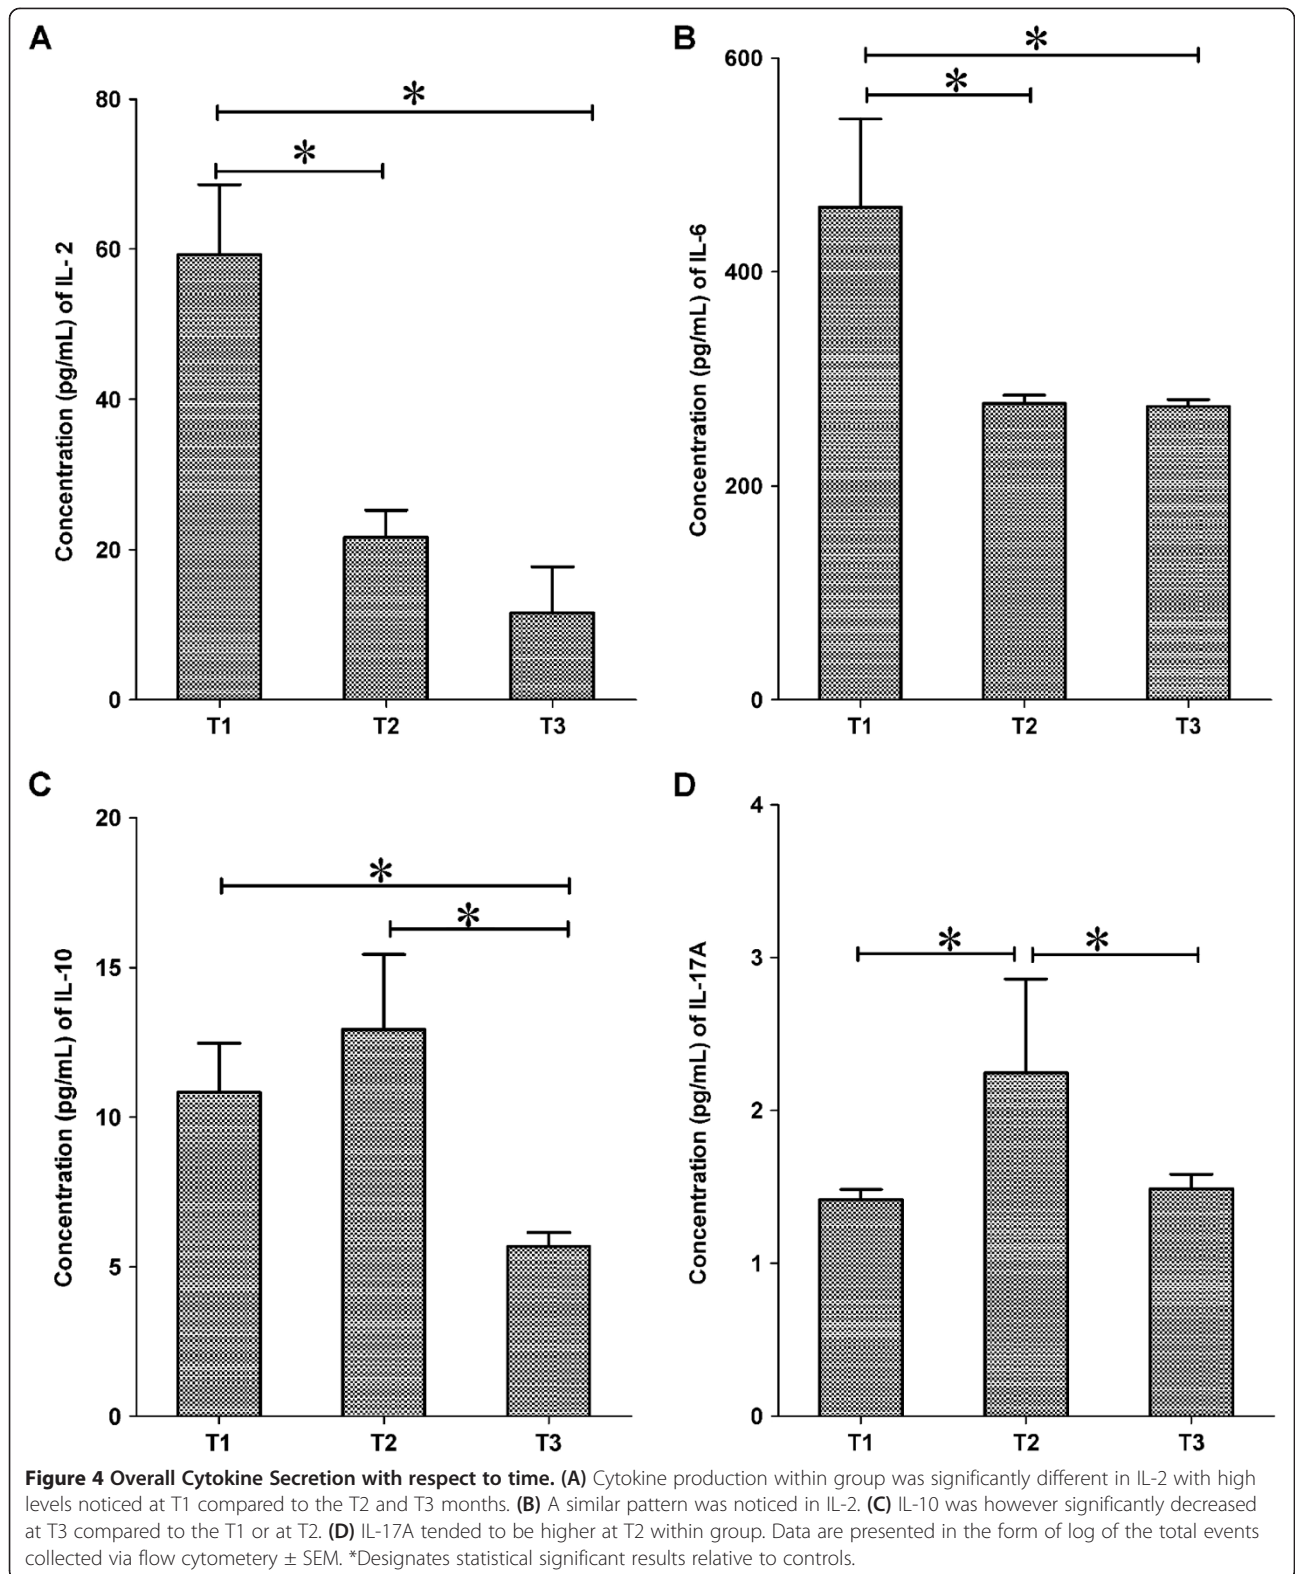 A
Concentration (pg/mL) of IL- 2
80
60
40
20
0
*
*
T1 T2 T3
B
Concentration (pg/mL) of IL-6
600
400
200
0
*
*
T1 T2 T3
C
Concentration (pg/mL) of IL-10
20
15
10
5
0
*
*
T1 T2 T3
D
Concentration (pg/mL) of IL-17A
4
3
2
1
0
* *
T1 T2 T3
Figure 4 Overall Cytokine Secretion with respect to time. (A) Cytokine production within group was significantly different in IL-2 with high
levels noticed at T1 compared to the T2 and T3 months. (B) A similar pattern was noticed in IL-2. (C) IL-10 was however significantly decreased
at T3 compared to the T1 or at T2. (D) IL-17A tended to be higher at T2 within group. Data are presented in the form of log of the total events
collected via flow cytometery ± SEM. *Designates statistical significant results relative to controls.